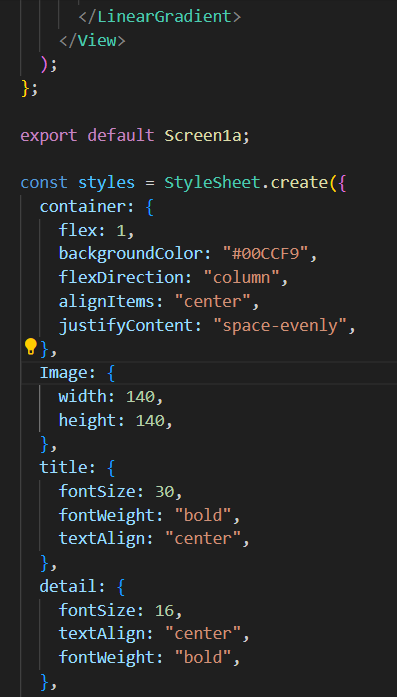 </LinearGradient>
</View>
);
};
export default Screen1a;
const styles = StyleSheet.create({
container: {
flex: 1,
backgroundColor: "#00CCF9",
flexDirection: "column",
alignItems: "center",
justifyContent: "space-evenly",
},
Image: {
width: 140,
height: 140,
},
title: {
fontSize: 30,
fontWeight: "bold",
textAlign: "center",
},
detail: {
fontSize: 16,
textAlign: "center",
fontWeight: "bold",
},